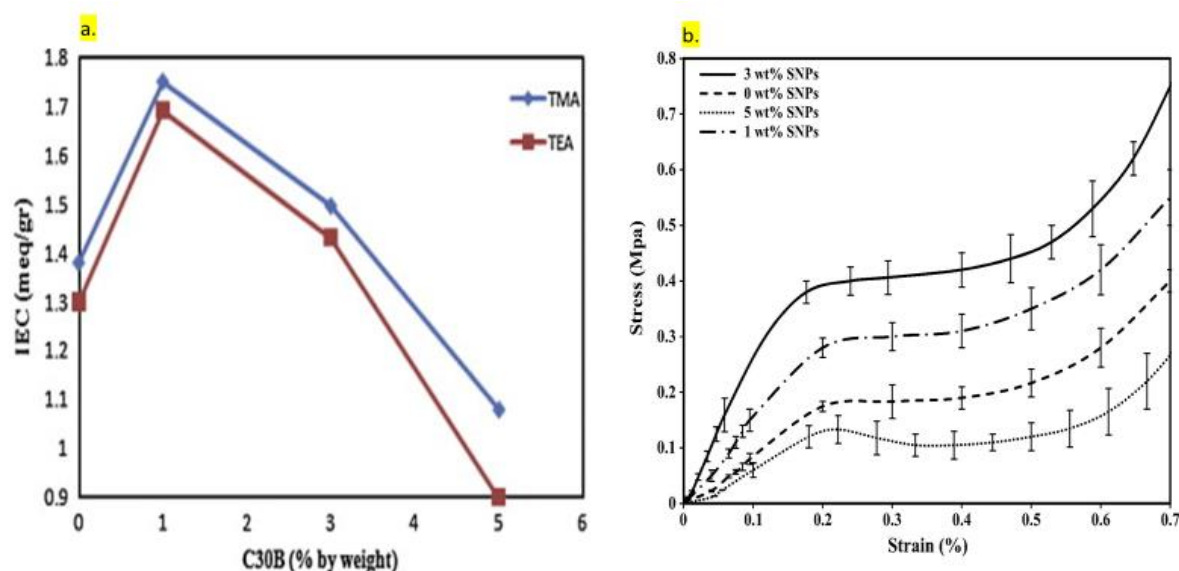 a.
1.8
1.7
1.6
1.5
1.4
1.3
1.2
1.1
1
0.9
IEC (meq/gr)
TMA
TEA
0 1 2 3 4 5 6
C30B (% by weight)
b.
0.8
0.7
0.6
0.5
0.4
0.3
0.2
0.1
0
Stress (Mpa)
3 wt% SNPs
0 wt% SNPs
5 wt% SNPs
1 wt% SNPs
0 0.1 0.2 0.3 0.4 0.5 0.6 0.7
Strain (%)